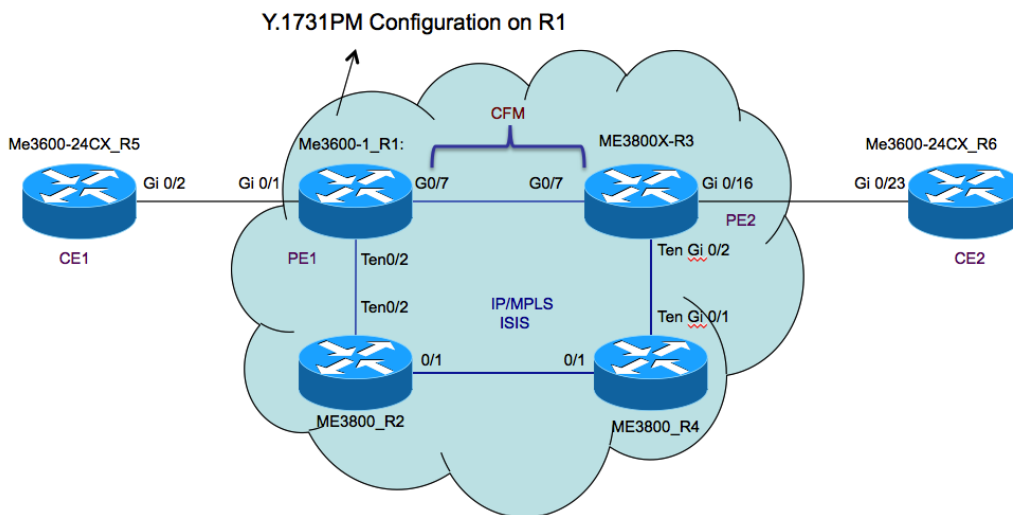 Y.1731PM Configuration on R1
CFM
Me3600-24CX_R5
Me3600-1_R1:
ME3800X-R3
Me3600-24CX_R6
Gi 0/2
Gi 0/1
G0/7
G0/7
Gi 0/16
Gi 0/23
PE2
CE1
PE1
Ten0/2
Ten Gi 0/2
CE2
Ten0/2
IP/MPLS
ISIS
Ten Gi 0/1
0/1
0/1
ME3800_R2
ME3800_R4